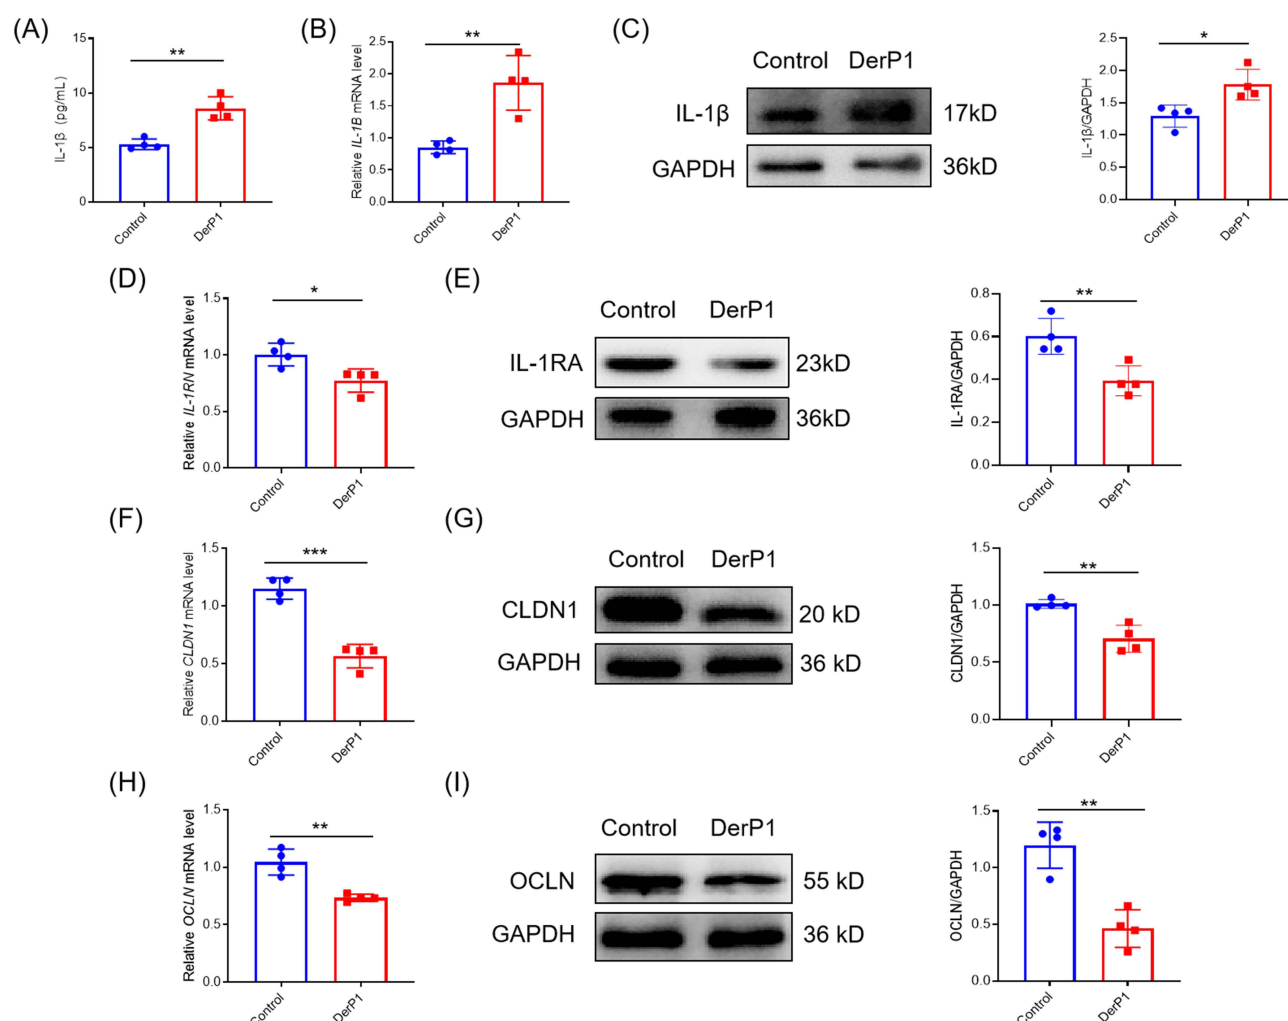 (A)
IL-1β (pg/mL)
15
10
5
0
**
Control
DerP1
(B)
Relative IL-1B mRNA level
2.5
2.0
1.5
1.0
0.5
0.0
**
Control
DerP1
(C)
Control DerP1
IL-1β 17kD
GAPDH 36kD
IL-1β/GAPDH
2.5
2.0
1.5
1.0
0.5
0.0
*
Control
DerP1
(D)
Relative IL-1RN mRNA level
1.5
1.0
0.5
0.0
*
Control
DerP1
(E)
Control DerP1
IL-1RA 23kD
GAPDH 36kD
IL-1RA/GAPDH
0.8
0.6
0.4
0.2
0.0
**
Control
DerP1
(F)
Relative CLDN1 mRNA level
1.5
1.0
0.5
0.0
***
Control
DerP1
(G)
Control DerP1
CLDN1 20 kD
GAPDH 36 kD
CLDN1/GAPDH
1.5
1.0
0.5
0.0
**
Control
DerP1
(H)
Relative OCLN mRNA level
1.5
1.0
0.5
0.0
**
Control
DerP1
(I)
Control DerP1
OCLN 55 kD
GAPDH 36 kD
OCLN/GAPDH
1.5
1.0
0.5
0.0
**
Control
DerP1